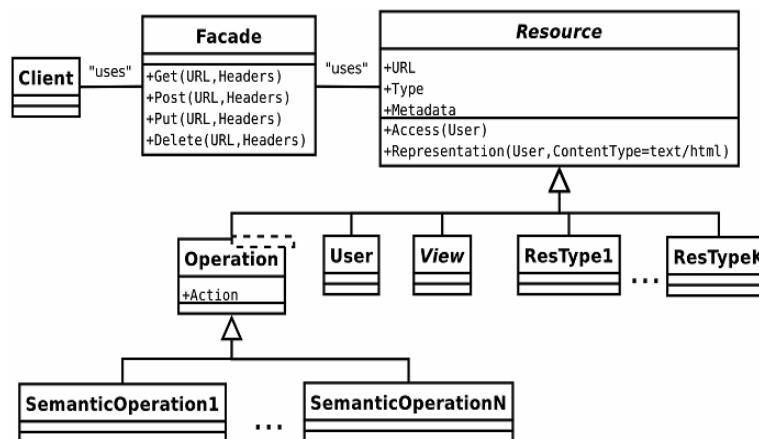 Facade
Resource
Client
"uses"
"uses"
+Get(URL,Headers)
+Post(URL,Headers)
+Put(URL,Headers)
+Delete(URL,Headers)
+URL
+Type
+Metadata
+Access(User)
+Representation(User,ContentType=text/html)
Operation
+Action
User
View
ResType1
...
ResTypeK
SemanticOperation1
...
SemanticOperationN